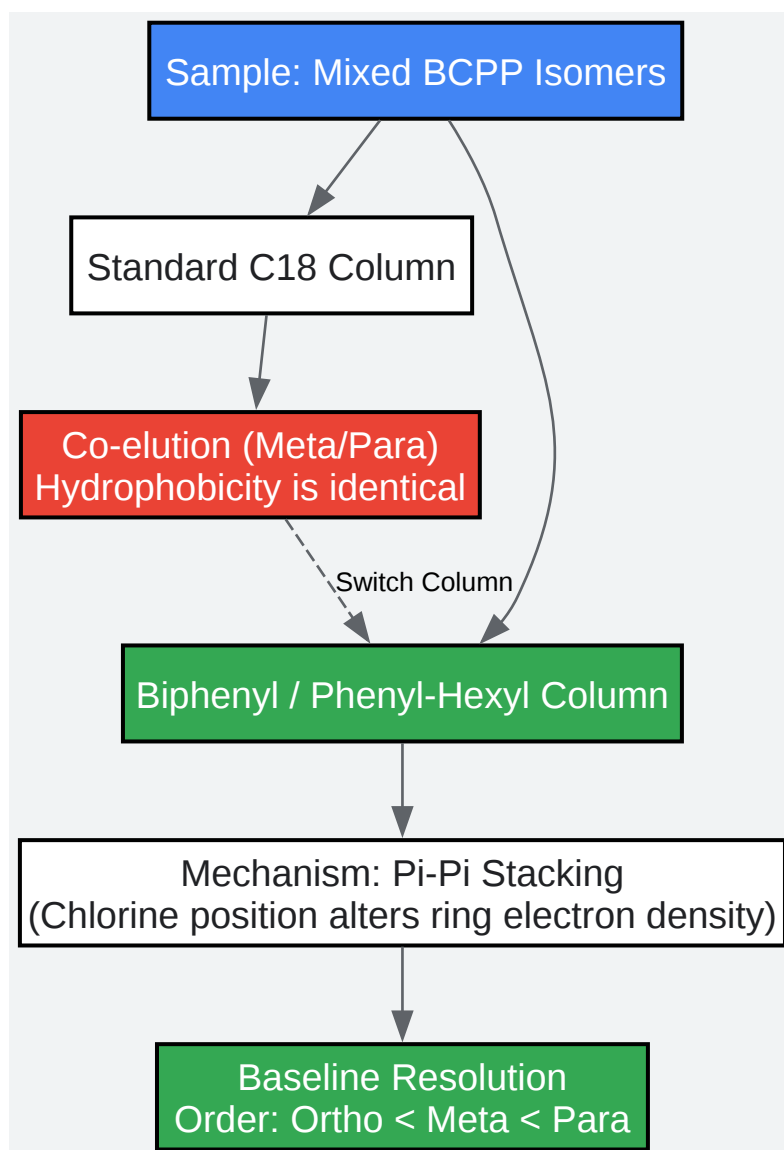 Sample: Mixed BCPP Isomers
Standard C18 Column
Co-elution (Meta/Para)
Hydrophobicity is identical
Switch Column
Biphenyl / Phenyl-Hexyl Column
Mechanism: Pi-Pi Stacking
(Chlorine position alters ring electron density)
Baseline Resolution
Order: Ortho < Meta < Para